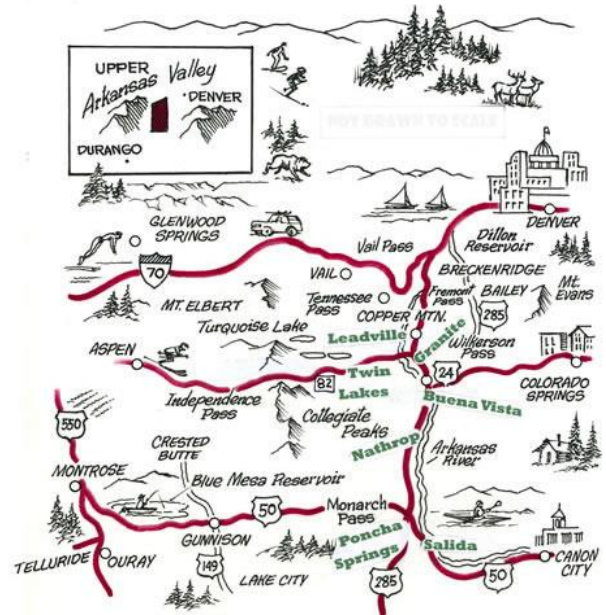 UPPER
Arkansas Valley
DENVER
DURANGO
NOT DRAWN TO SCALE
GLENWOOD
SPRINGS
70
VAIL
Vail Pass
DENVER
Dillon
Reservoir
BRECKENRIDGE
Fremont
Pass
BAILEY
Mt.
Evans
285
MT. ELBERT
Tennessee
Pass
COPPER MTN.
Turquoise Lake
Leadville
Granite
Wilkerson
Pass
ASPEN
Twin
Lakes
82
24
COLORADO
SPRINGS
Independence
Pass
Buena Vista
Collegiate
Peaks
550
Nathrop
Arkansas
River
CRESTED
BUTTE
MONTROSE
Blue Mesa Reservoir
50
Monarch
Pass
GUNNISON
Poncha
Springs
Salida
TELLURIDE
OURAY
149
LAKE CITY
285
50
CANON
CITY